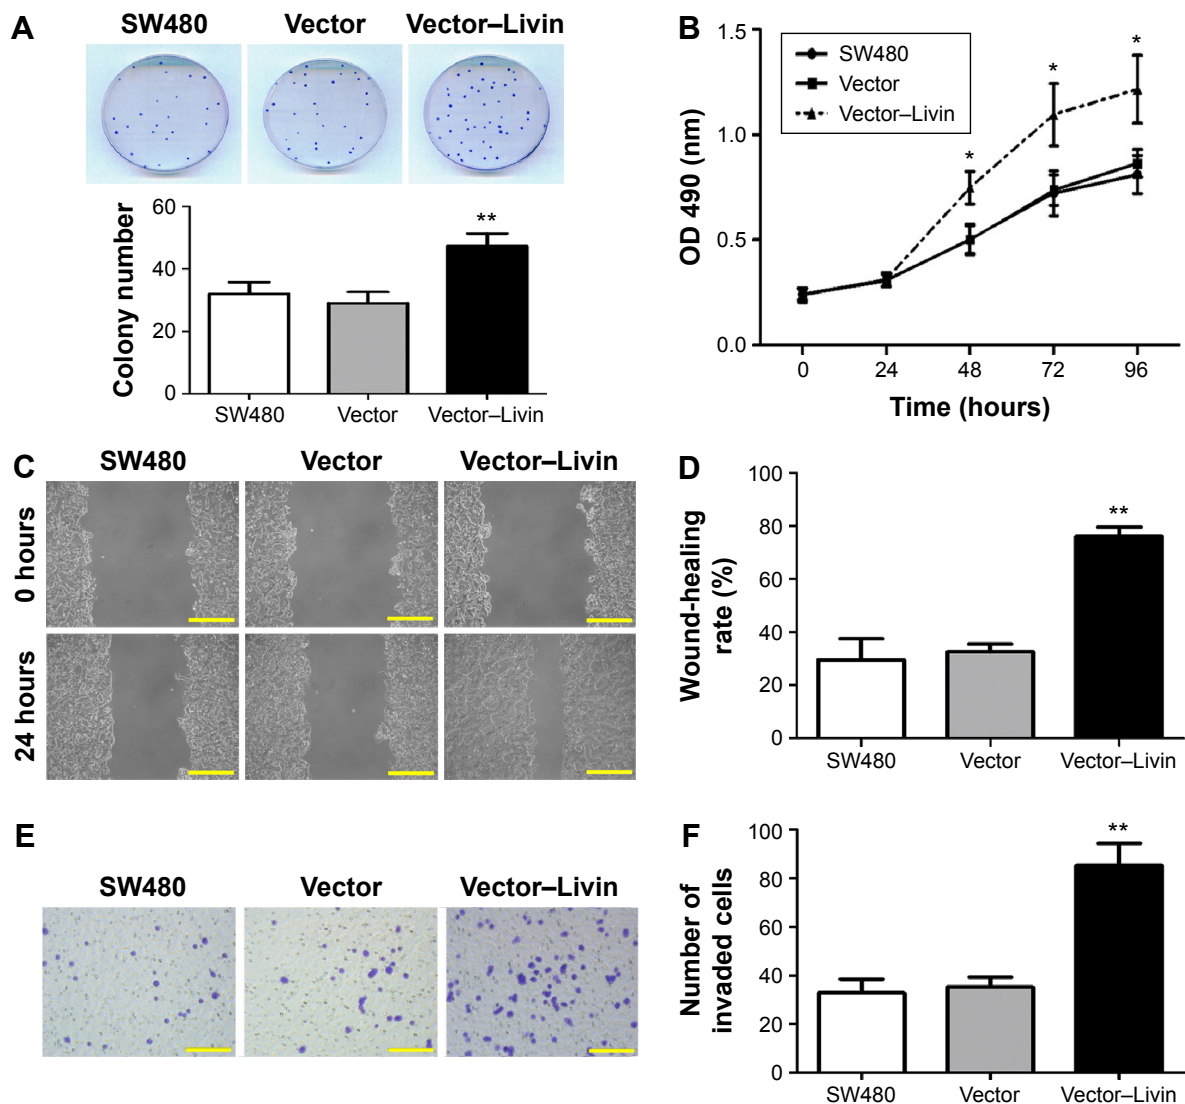 A
SW480 Vector Vector–Livin
60
40
20
0
Colony number
**
SW480 Vector Vector–Livin
B
1.5
1.0
0.5
0.0
OD 490 (nm)
SW480
Vector
Vector–Livin
*
*
*
0 24 48 72 96
Time (hours)
C
SW480 Vector Vector–Livin
0 hours
24 hours
D
100
80
60
40
20
0
Wound-healing
rate (%)
**
SW480 Vector Vector–Livin
E
SW480 Vector Vector–Livin
F
100
80
60
40
20
0
Number of
invaded cells
**
SW480 Vector Vector–Livin